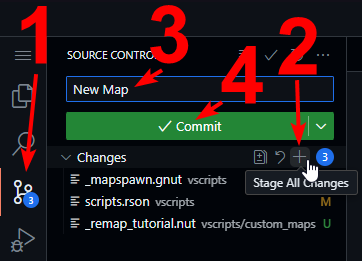 1
2
3
4
SOURCE CONTRO
New Map
Commit
Changes
3
Stage All Changes
3
_mapspawn.gnut vscripts
scripts.rson vscripts M
_remap_tutorial.nut vscripts/custom_maps U